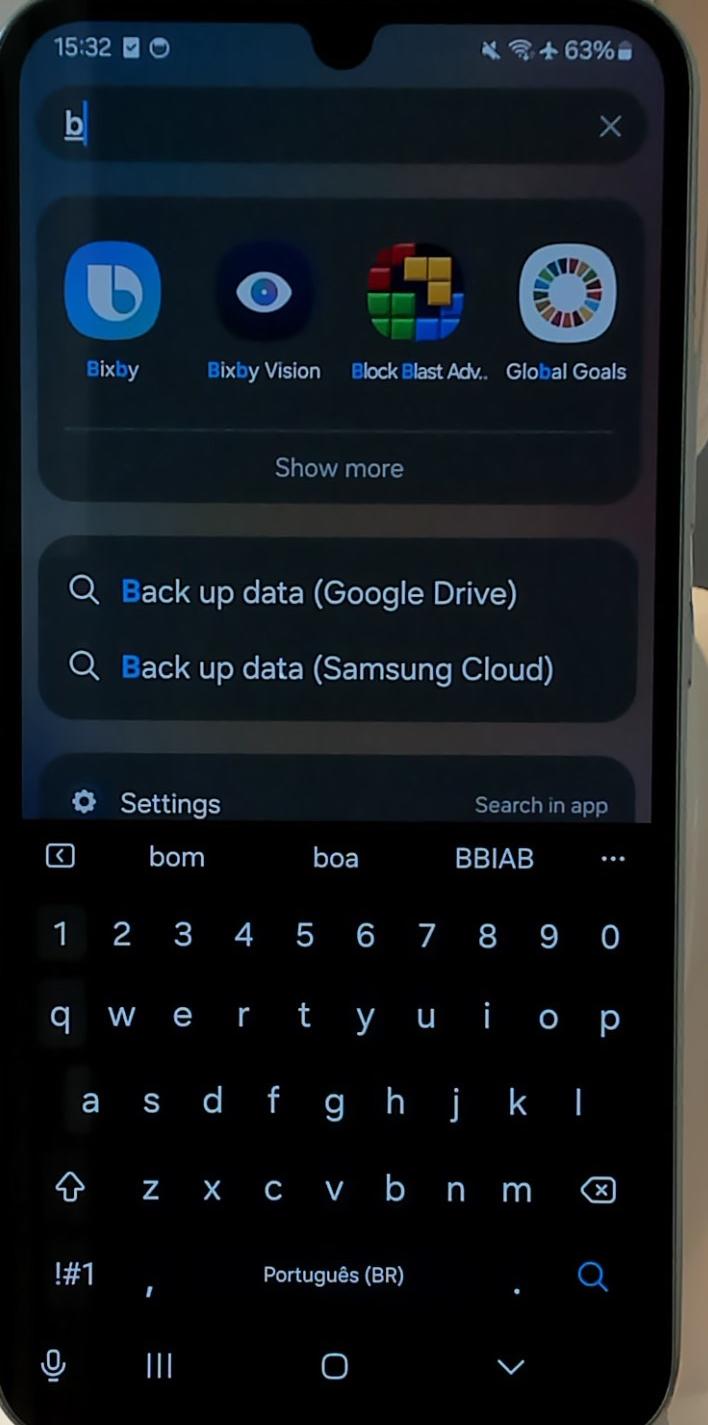 15:32 63%
b
Bixby Bixby Vision Block Blast Adv.. Global Goals
Show more
Back up data (Google Drive)
Back up data (Samsung Cloud)
Settings Search in app
bom boa BBIAB ...
1 2 3 4 5 6 7 8 9 0
q w e r t y u i o p
a s d f g h j k l
z x c v b n m
!#1 , Português (BR) .